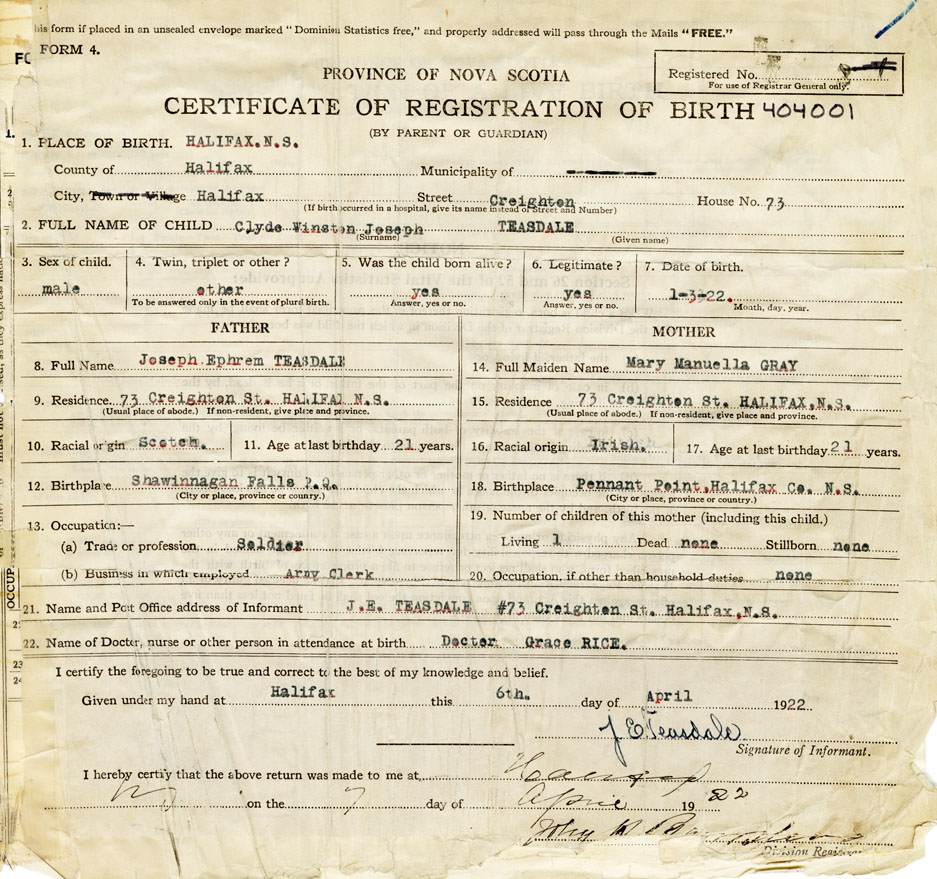 his form if placed in an unsealed envelope marked "Dominion Statistics free," and properly addressed will pass through the Mails "FREE."
FORM 4.
PROVINCE OF NOVA SCOTIA
Registered No.
For use of Registrar General only.
CERTIFICATE OF REGISTRATION OF BIRTH 404001
(BY PARENT OR GUARDIAN)
1. PLACE OF BIRTH. HALIFAX.N.S.
County of Halifax Municipality of
City, Town or Village Halifax Street Creighton House No. 73
(If birth occurred in a hospital, give its name instead of Street and Number)
2. FULL NAME OF CHILD Clyde Winston Joseph TEASDALE
(Surname) (Given name)
3. Sex of child. 4. Twin, triplet or other? 5. Was the child born alive? 6. Legitimate? 7. Date of birth.
male other yes yes 1-3-22.
To be answered only in the event of plural birth. Answer, yes or no. Answer, yes or no. Month, day, year.
FATHER MOTHER
8. Full Name Joseph.Ephrem TEASDALE 14. Full Maiden Name Mary Manuella GRAY
9. Residence. 73 Creighton St. HALIFAX N.S. 15. Residence 73 Creighton St. HALIFAX,N.S.
(Usual place of abode.) If non-resident, give place and province. (Usual place of abode.) If non-resident, give place and province.
10. Racial origin Scotch. 11. Age at last birthday 21 years. 16. Racial origin Irish. 17. Age at last birthday 21 years.
12. Birthplace Shawinnagan Falls P.Q. 18. Birthplace Pennant Point,Halifax Co. N.S.
(City or place, province or country.) (City or place, province or country.)
13. Occupation:— 19. Number of children of this mother (including this child.)
(a) Trade or profession Soldier Living 1 Dead none Stillborn none
(b) Business in which employed Army Clerk 20. Occupation, if other than household duties none
OCCUP.
21. Name and Post Office address of Informant J.E. TEASDALE #73 Creighton St. Halifax,N.S.
22. Name of Doctor, nurse or other person in attendance at birth Doctor Grace RICE.
I certify the foregoing to be true and correct to the best of my knowledge and belief.
Given under my hand at Halifax this 6th. day of April 1922
J E Teasdale
Signature of Informant.
I hereby certify that the above return was made to me at Halifax
on the 7 day of April 1922
John
Division Registrar